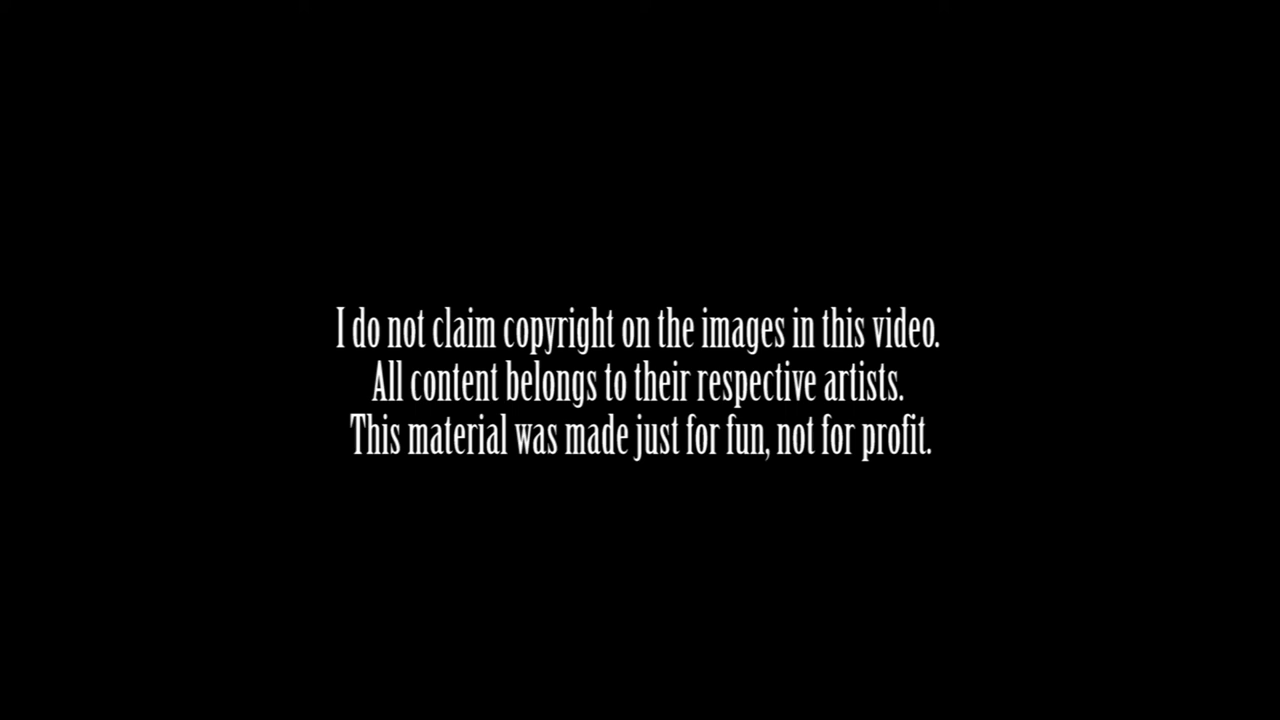 I do not claim copyright on the images in this video.
All content belongs to their respective artists.
This material was made just for fun, not for profit.